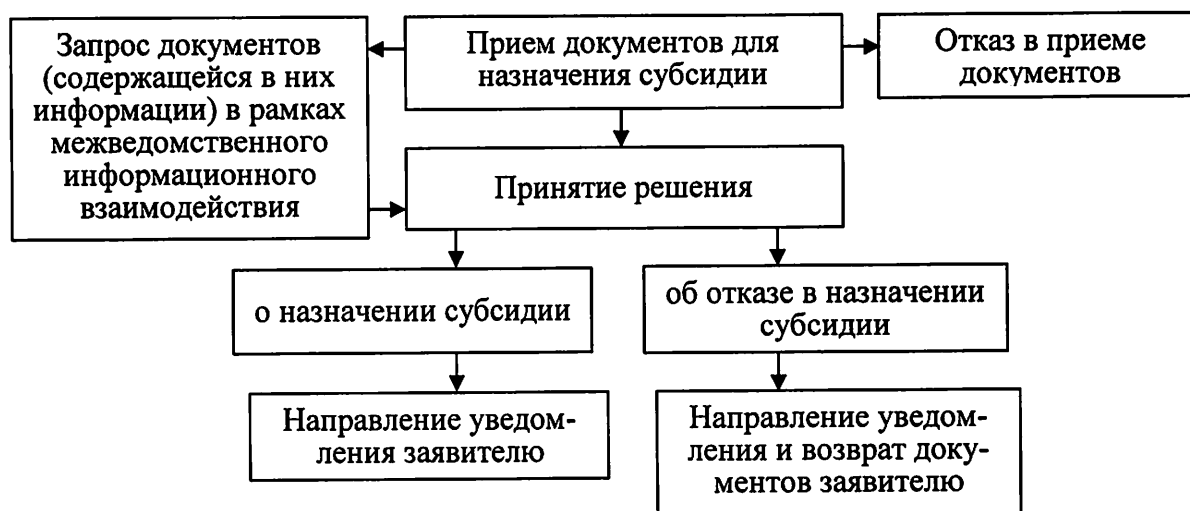 Запрос документов
(содержащейся в них
информации) в рамках
межведомственного
информационного
взаимодействия
Прием документов для
назначения субсидии
Отказ в приеме
документов
Принятие решения
о назначении субсидии
об отказе в назначении
субсидии
Направление уведом-
ления заявителю
Направление уведом-
ления и возврат доку-
ментов заявителю